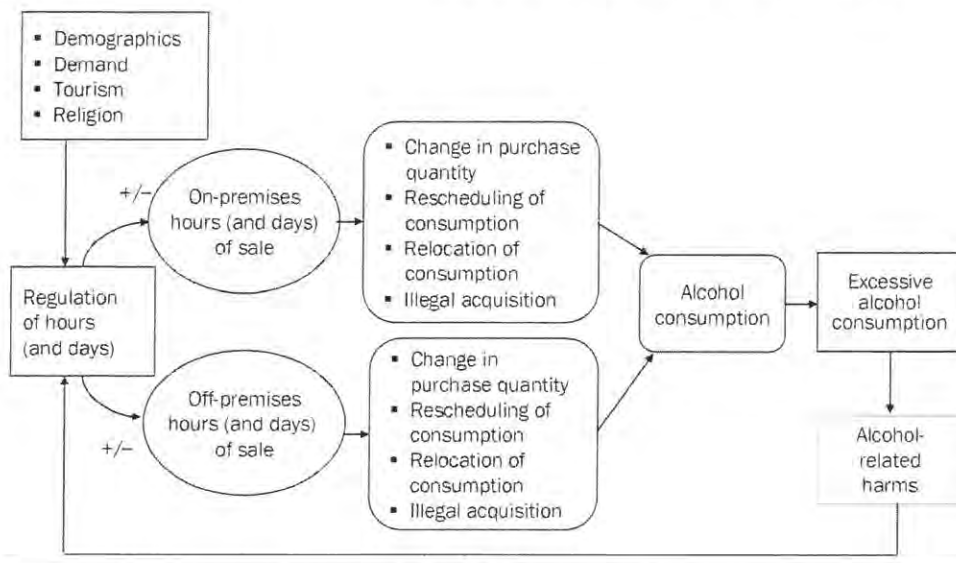 ▪ Demographics
▪ Demand
▪ Tourism
▪ Religion
+/−
On-premises
hours (and days)
of sale
▪ Change in purchase
quantity
▪ Rescheduling of
consumption
▪ Relocation of
consumption
▪ Illegal acquisition
Regulation
of hours
(and days)
Alcohol
consumption
Excessive
alcohol
consumption
+/−
Off-premises
hours (and days)
of sale
▪ Change in
purchase quantity
▪ Rescheduling of
consumption
▪ Relocation of
consumption
▪ Illegal acquisition
Alcohol-
related
harms